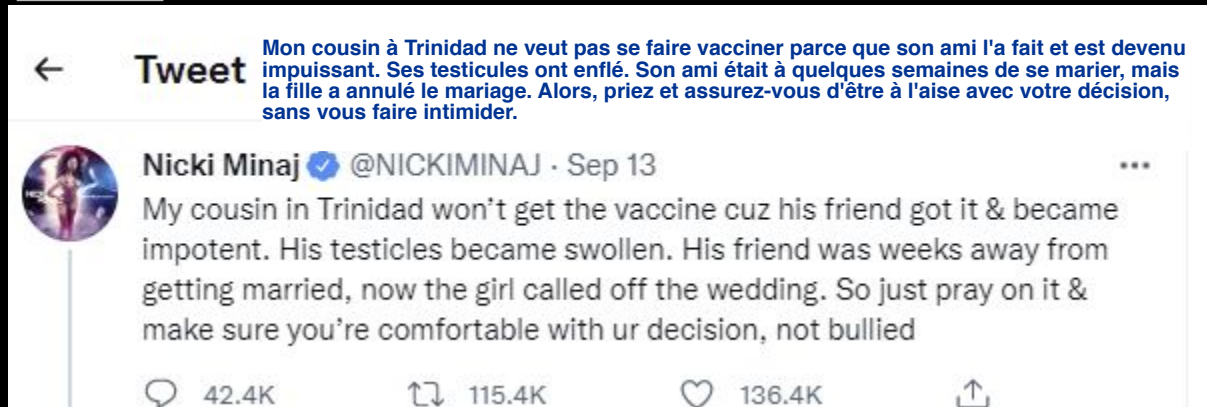 Mon cousin à Trinidad ne veut pas se faire vacciner parce que son ami l'a fait et est devenu
Tweet impuissant. Ses testicules ont enflé. Son ami était à quelques semaines de se marier, mais
la fille a annulé le mariage. Alors, priez et assurez-vous d'être à l'aise avec votre décision,
sans vous faire intimider.
Nicki Minaj @NICKIMINAJ · Sep 13
My cousin in Trinidad won't get the vaccine cuz his friend got it & became
impotent. His testicles became swollen. His friend was weeks away from
getting married, now the girl called off the wedding. So just pray on it &
make sure you're comfortable with ur decision, not bullied
42.4K 115.4K 136.4K